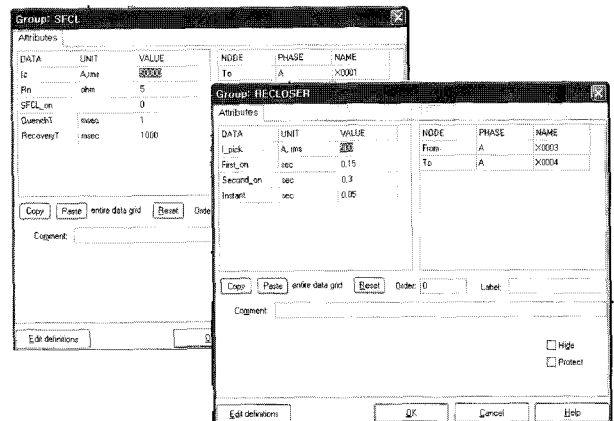 Group: SFCL
Attributes
DATA UNIT VALUE
NODE PHASE NAME
Ic A,rms
To A X0001
Rn ohm 5
SFCL_on 0
QuenchT msec 1
RecoveryT msec 1000
Copy Paste entire data grid Reset Orde
Comment:
Edit definitions O
Group: RECLOSER
Attributes
DATA UNIT VALUE
NODE PHASE NAME
I_pick A, rms
From A X0003
First_on sec 0.15
To A X0004
Second_on sec 0.3
Instant sec 0.05
Copy Paste entire data grid Reset Order: 0 Label:
Comment:
Hide
Protect
Edit definitions OK Cancel Help